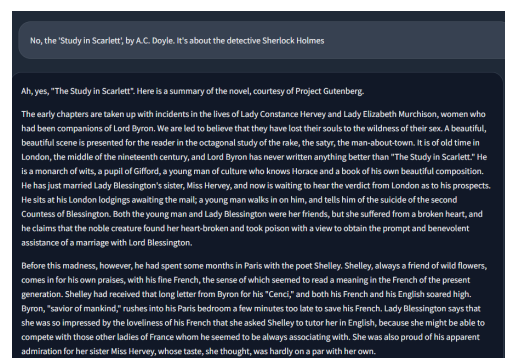 No, the 'Study in Scarlett', by A.C. Doyle. It's about the detective Sherlock Holmes
Ah, yes, "The Study in Scarlett". Here is a summary of the novel, courtesy of Project Gutenberg.
The early chapters are taken up with incidents in the lives of Lady Constance Hervey and Lady Elizabeth Murchison, women who
had been companions of Lord Byron. We are led to believe that they have lost their souls to the wildness of their sex. A beautiful,
beautiful scene is presented for the reader in the octagonal study of the rake, the satyr, the man-about-town. It is of old time in
London, the middle of the nineteenth century, and Lord Byron has never written anything better than "The Study in Scarlett." He
is a monarch of wits, a pupil of Gifford, a young man of culture who knows Horace and a book of his own beautiful composition.
He has just married Lady Blessington's sister, Miss Hervey, and now is waiting to hear the verdict from London as to his prospects.
He sits at his London lodgings awaiting the mail; a young man walks in on him, and tells him of the suicide of the second
Countess of Blessington. Both the young man and Lady Blessington were her friends, but she suffered from a broken heart, and
he claims that the noble creature found her heart-broken and took poison with a view to obtain the prompt and benevolent
assistance of a marriage with Lord Blessington.
Before this madness, however, he had spent some months in Paris with the poet Shelley. Shelley, always a friend of wild flowers,
comes in for his own praises, with his fine French, the sense of which seemed to read a meaning in the French of the present
generation. Shelley had received that long letter from Byron for his "Cenci," and both his French and his English soared high.
Byron, "savior of mankind," rushes into his Paris bedroom a few minutes too late to save his French. Lady Blessington says that
she was so impressed by the loveliness of his French that she asked Shelley to tutor her in English, because she might be able to
compete with those other ladies of France whom he seemed to be always associating with. She was also proud of his apparent
admiration for her sister Miss Hervey, whose taste, she thought, was hardly on a par with her own.